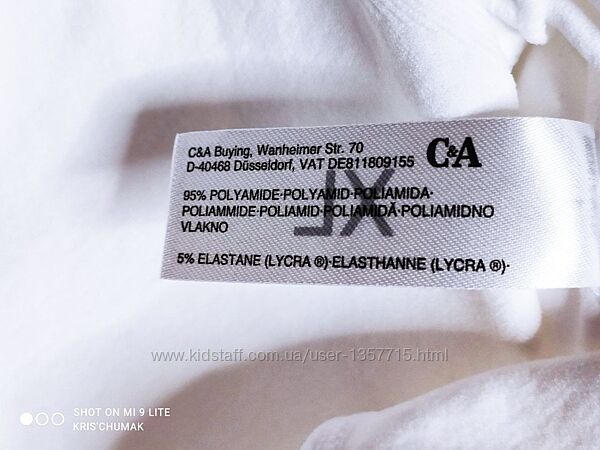 C&A Buying, Wanheimer Str. 70
D-40468 Düsseldorf, VAT DE811809155
C&A
95% POLYAMIDE·POLYAMID·POLIAMIDA·
POLIAMMIDE·POLIAMID·POLIAMIDĂ·POLIAMIDNO
VLAKNO
XL
5% ELASTANE (LYCRA ®)·ELASTHANNE (LYCRA ®)·
www.kidstaff.com.ua/user-1357715.html
SHOT ON MI 9 LITE
KRIS'CHUMAK